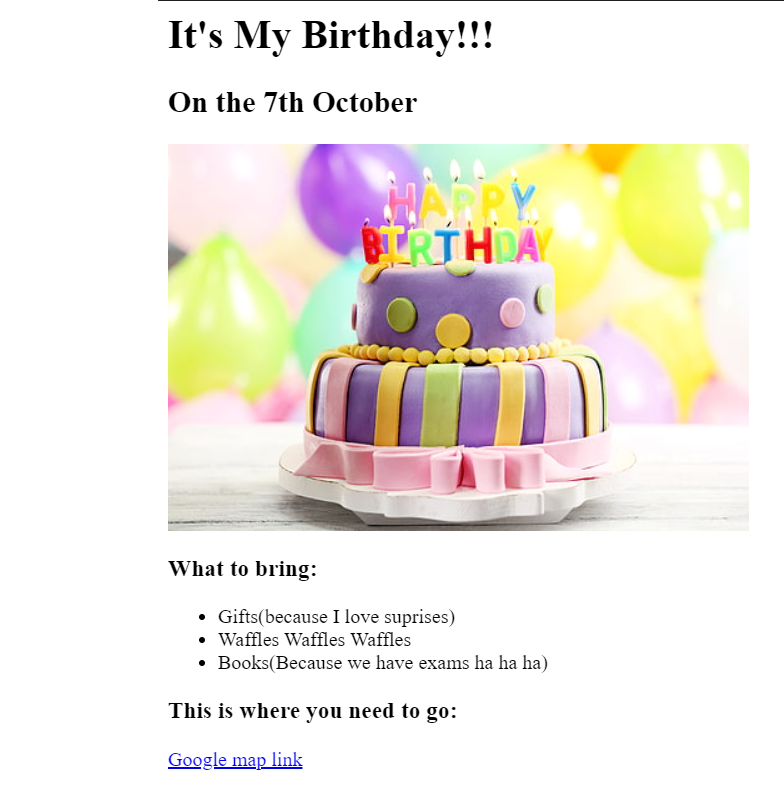 It's My Birthday!!!
On the 7th October
HAPPY
BIRTHDAY
What to bring:
Gifts(because I love suprises)
Waffles Waffles Waffles
Books(Because we have exams ha ha ha)
This is where you need to go:
Google map link